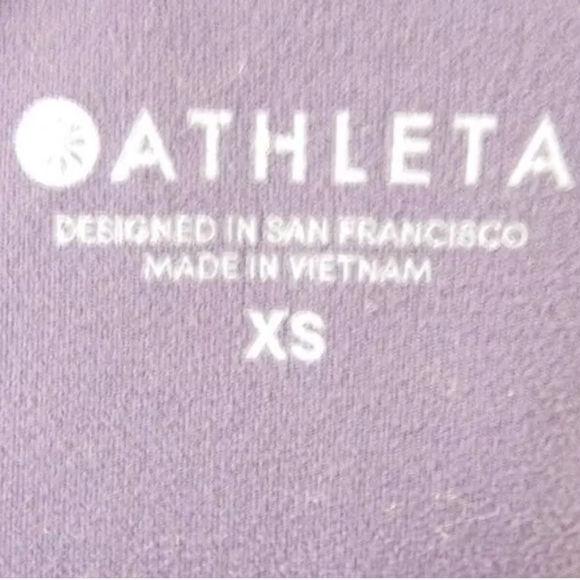 ATHLETA
DESIGNED IN SAN FRANCISCO
MADE IN VIETNAM
XS